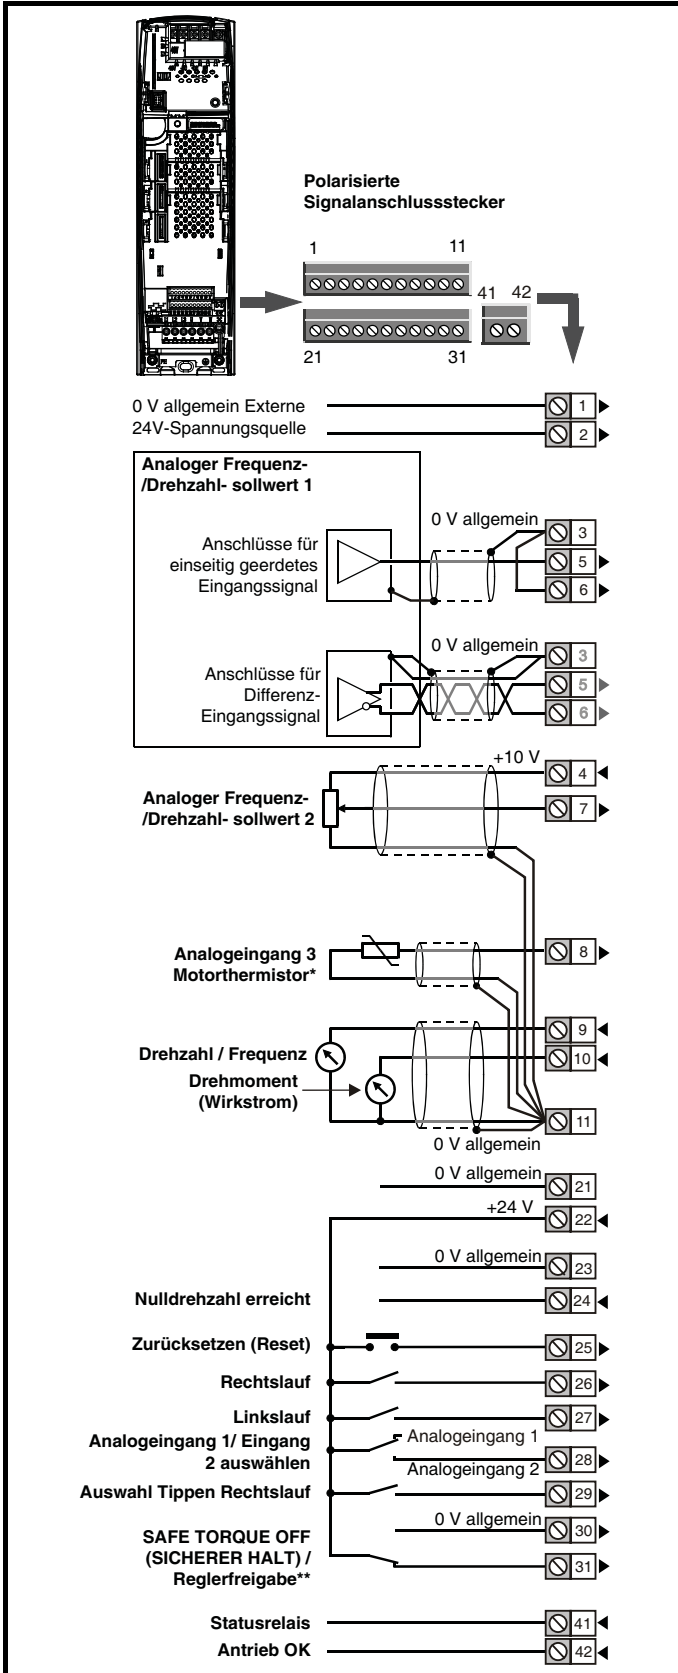 Polarisierte
Signalanschlussstecker
1 11
41 42
21 31
0 V allgemein Externe 1
24V-Spannungsquelle 2
Analoger Frequenz-
/Drehzahl- sollwert 1
0 V allgemein 3
Anschlüsse für
einseitig geerdetes 5
Eingangssignal 6
0 V allgemein 3
Anschlüsse für
Differenz- 5
Eingangssignal 6
+10 V 4
Analoger Frequenz-
/Drehzahl- sollwert 2 7
Analogeingang 3 8
Motorthermistor*
9
Drehzahl / Frequenz 10
Drehmoment
(Wirkstrom)
11
0 V allgemein
0 V allgemein 21
+24 V 22
0 V allgemein 23
Nulldrehzahl erreicht 24
Zurücksetzen (Reset) 25
Rechtslauf 26
Linkslauf 27
Analogeingang 1/ Eingang Analogeingang 1
2 auswählen 28
Analogeingang 2
Auswahl Tippen Rechtslauf 29
0 V allgemein 30
SAFE TORQUE OFF
(SICHERER HALT) / 31
Reglerfreigabe**
Statusrelais 41
Antrieb OK 42